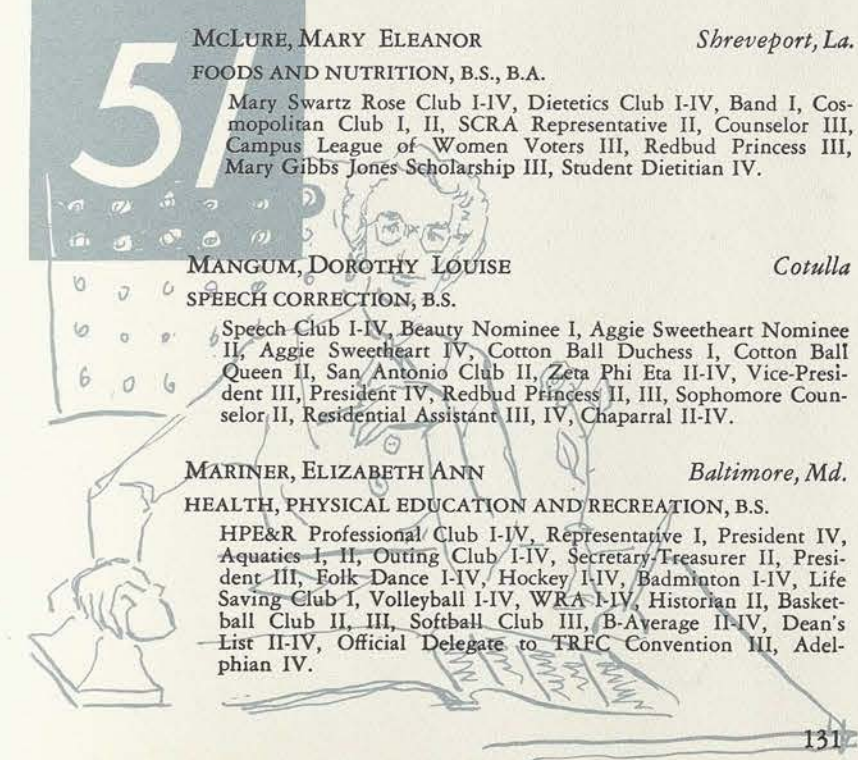 51
McLure, Mary Eleanor Shreveport, La.
FOODS AND NUTRITION, B.S., B.A.
Mary Swartz Rose Club I-IV, Dietetics Club I-IV, Band I, Cos-
mopolitan Club I, II, SCRA Representative II, Counselor III,
Campus League of Women Voters III, Redbud Princess III,
Mary Gibbs Jones Scholarship III, Student Dietitian IV.
Mangum, Dorothy Louise Cotulla
SPEECH CORRECTION, B.S.
Speech Club I-IV, Beauty Nominee I, Aggie Sweetheart Nominee
II, Aggie Sweetheart IV, Cotton Ball Duchess I, Cotton Ball
Queen II, San Antonio Club II, Zeta Phi Eta II-IV, Vice-Presi-
dent III, President IV, Redbud Princess II, III, Sophomore Coun-
selor II, Residential Assistant III, IV, Chaparral II-IV.
Mariner, Elizabeth Ann Baltimore, Md.
HEALTH, PHYSICAL EDUCATION AND RECREATION, B.S.
HPE&R Professional Club I-IV, Representative I, President IV,
Aquatics I, II, Outing Club I-IV, Secretary-Treasurer II, Presi-
dent III, Folk Dance I-IV, Hockey I-IV, Badminton I-IV, Life
Saving Club I, Volleyball I-IV, WRA I-IV, Historian II, Basket-
ball Club II, III, Softball Club III, B-Average II-IV, Dean's
List II-IV, Official Delegate to TRFC Convention III, Adel-
phian IV.
131